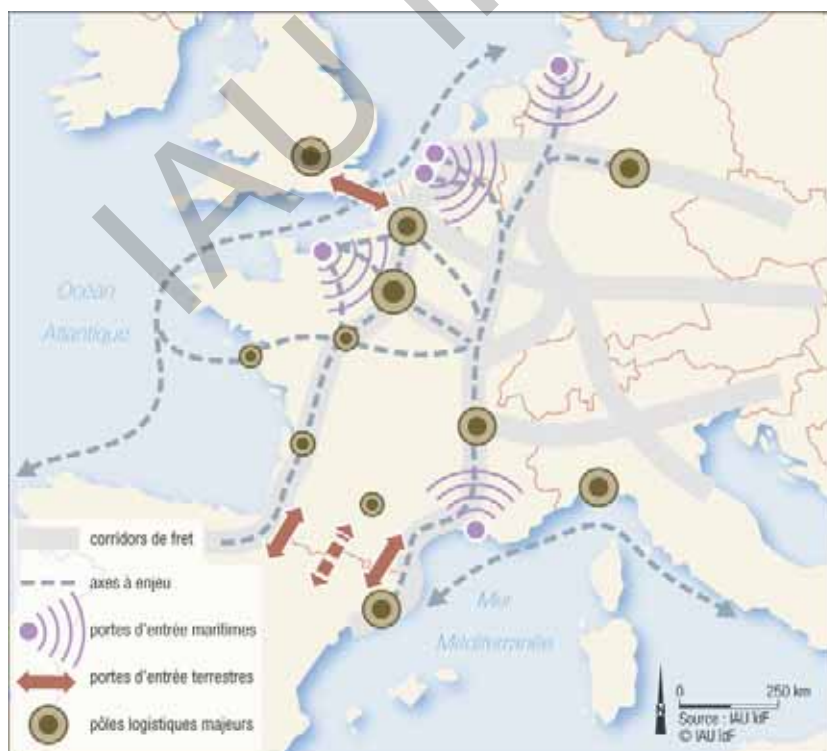 IAU
Océan
Atlantique
corridors de fret
axes à enjeu
portes d'entrée maritimes
portes d'entrée terrestres
pôles logistiques majeurs
Mer
Méditerranée
N
0 250 km
Source : IAU îdF
© IAU îdF